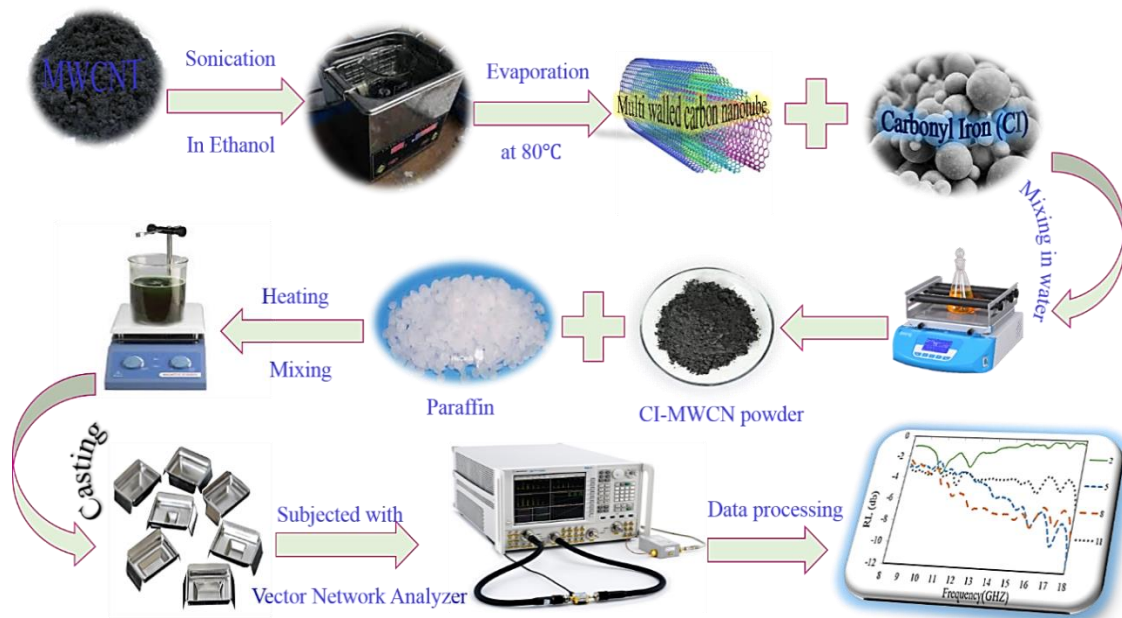 MWCNT
Sonication
In Ethanol
Evaporation
at 80℃
Multi walled carbon nanotube
Carbonyl Iron (CI)
Mixing in water
Heating
Mixing
Paraffin
CI-MWCN powder
Casting
Subjected with
Vector Network Analyzer
Data processing
R.L (db)
0
-2
-4
-6
-8
-10
-12
8 9 10 11 12 13 14 15 16 17 18
Frequency(GHZ)
2
5
8
11